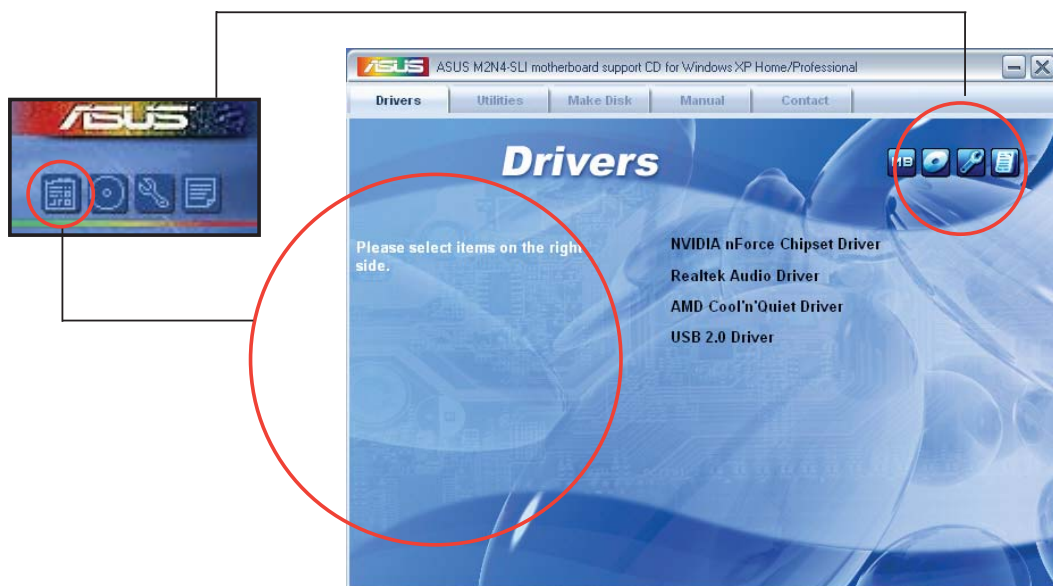 ASUS
ASUS M2N4-SLI motherboard support CD for Windows XP Home/Professional
Drivers
Utilities
Make Disk
Manual
Contact
ASUS
Drivers
MB
Please select items on the right
side.
NVIDIA nForce Chipset Driver
Realtek Audio Driver
AMD Cool'n'Quiet Driver
USB 2.0 Driver